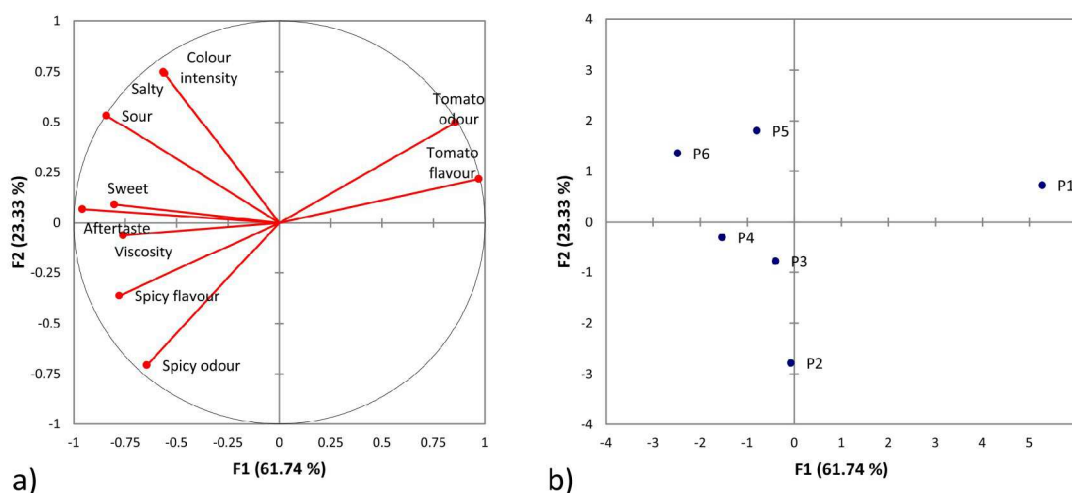 1
0.75
0.5
0.25
0
-0.25
-0.5
-0.75
-1
-1
-0.75
-0.5
-0.25
0
0.25
0.5
0.75
1
F2 (23.33 %)
F1 (61.74 %)
Colour
intensity
Salty
Sour
Tomato
odour
Tomato
flavour
Sweet
Aftertaste
Viscosity
Spicy flavour
Spicy odour
a)
4
3
2
1
0
-1
-2
-3
-4
-4
-3
-2
-1
0
1
2
3
4
5
F2 (23.33 %)
F1 (61.74 %)
P5
P6
P1
P4
P3
P2
b)